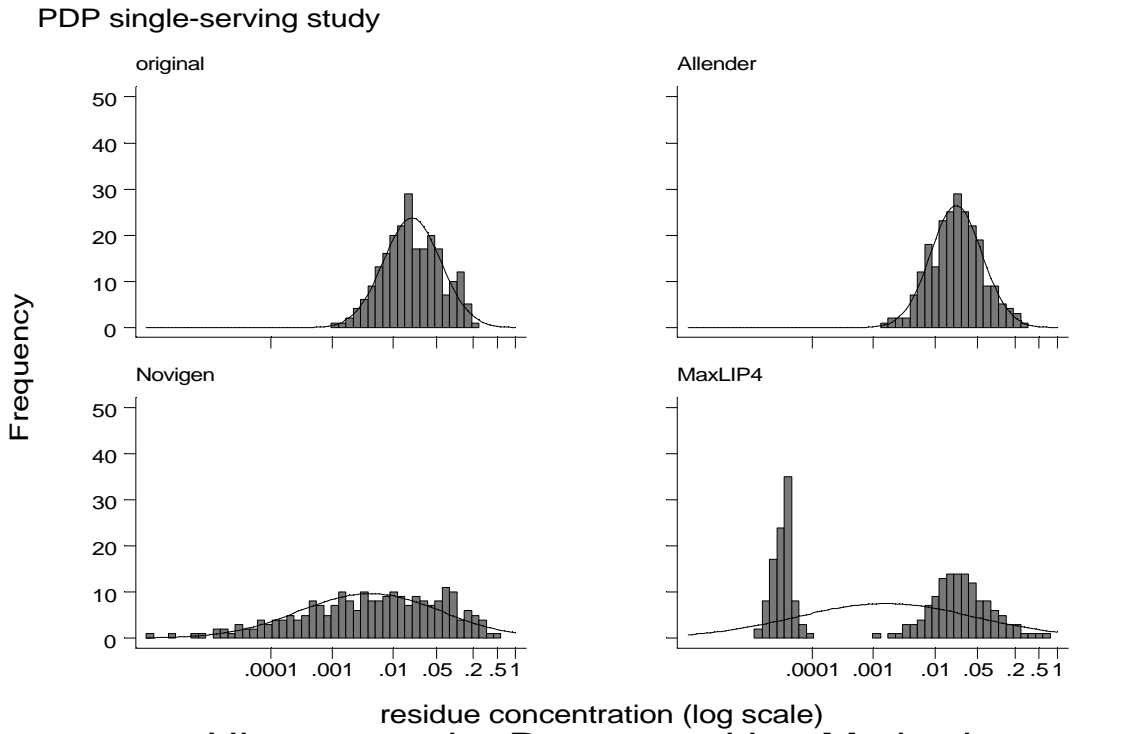 PDP single-serving study
original
Allender
50
40
30
20
10
0
Novigen
MaxLIP4
50
40
30
20
10
0
.0001 .001 .01 .05 .2 .5 1
.0001 .001 .01 .05 .2 .5 1
Frequency
residue concentration (log scale)